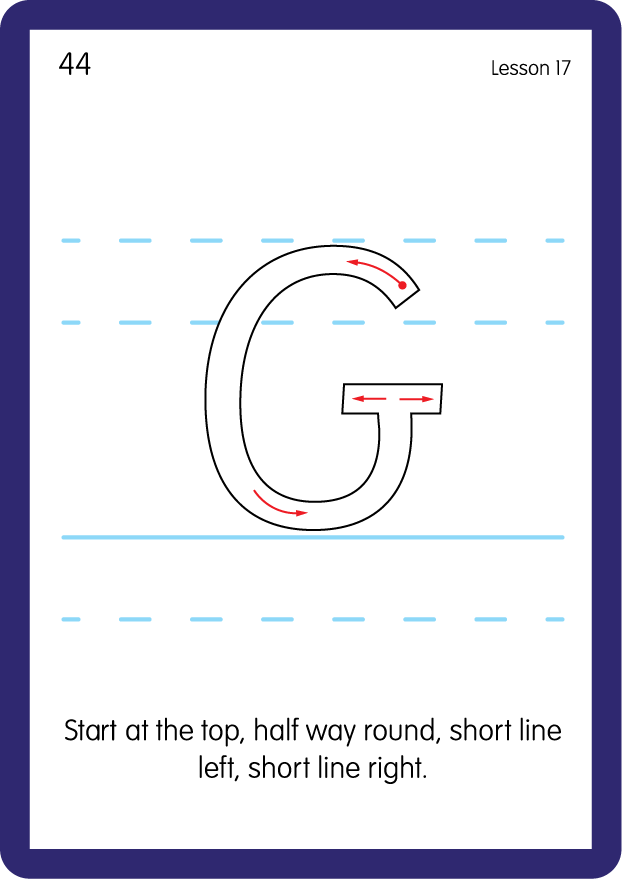 44
Lesson 17
G
Start at the top, half way round, short line
left, short line right.